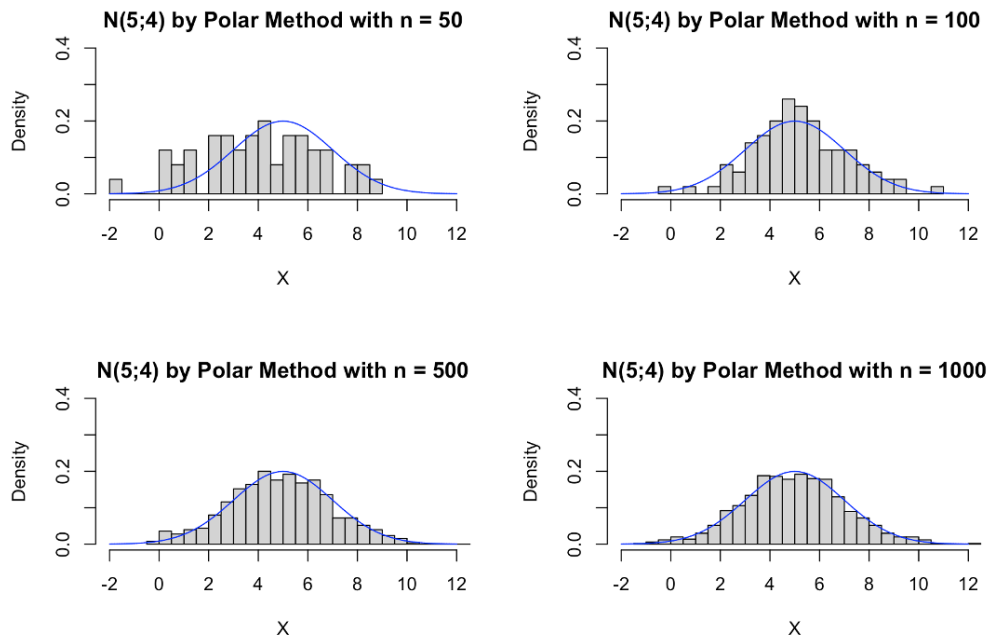 N(5;4) by Polar Method with n = 50
0.4
0.2
0.0
Density
-2 0 2 4 6 8 10 12
X
N(5;4) by Polar Method with n = 100
0.4
0.2
0.0
Density
-2 0 2 4 6 8 10 12
X
N(5;4) by Polar Method with n = 500
0.4
0.2
0.0
Density
-2 0 2 4 6 8 10 12
X
N(5;4) by Polar Method with n = 1000
0.4
0.2
0.0
Density
-2 0 2 4 6 8 10 12
X